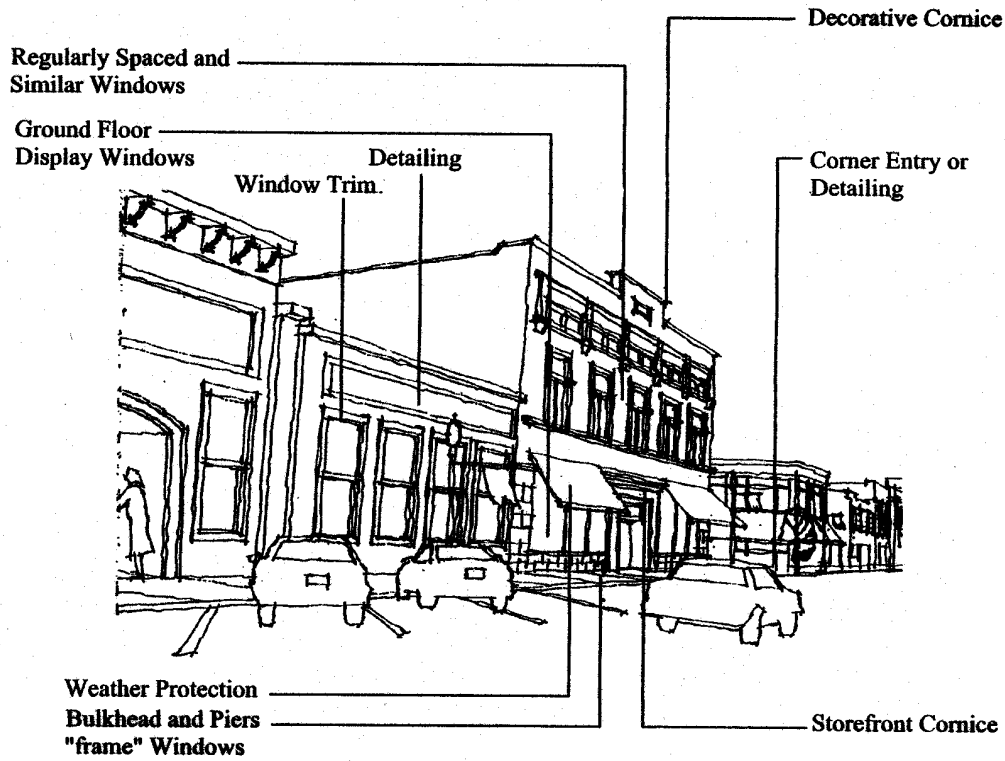 Decorative Cornice
Regularly Spaced and
Similar Windows
Ground Floor
Display Windows
Detailing
Window Trim.
Corner Entry or
Detailing
Weather Protection
Bulkhead and Piers
"frame" Windows
Storefront Cornice